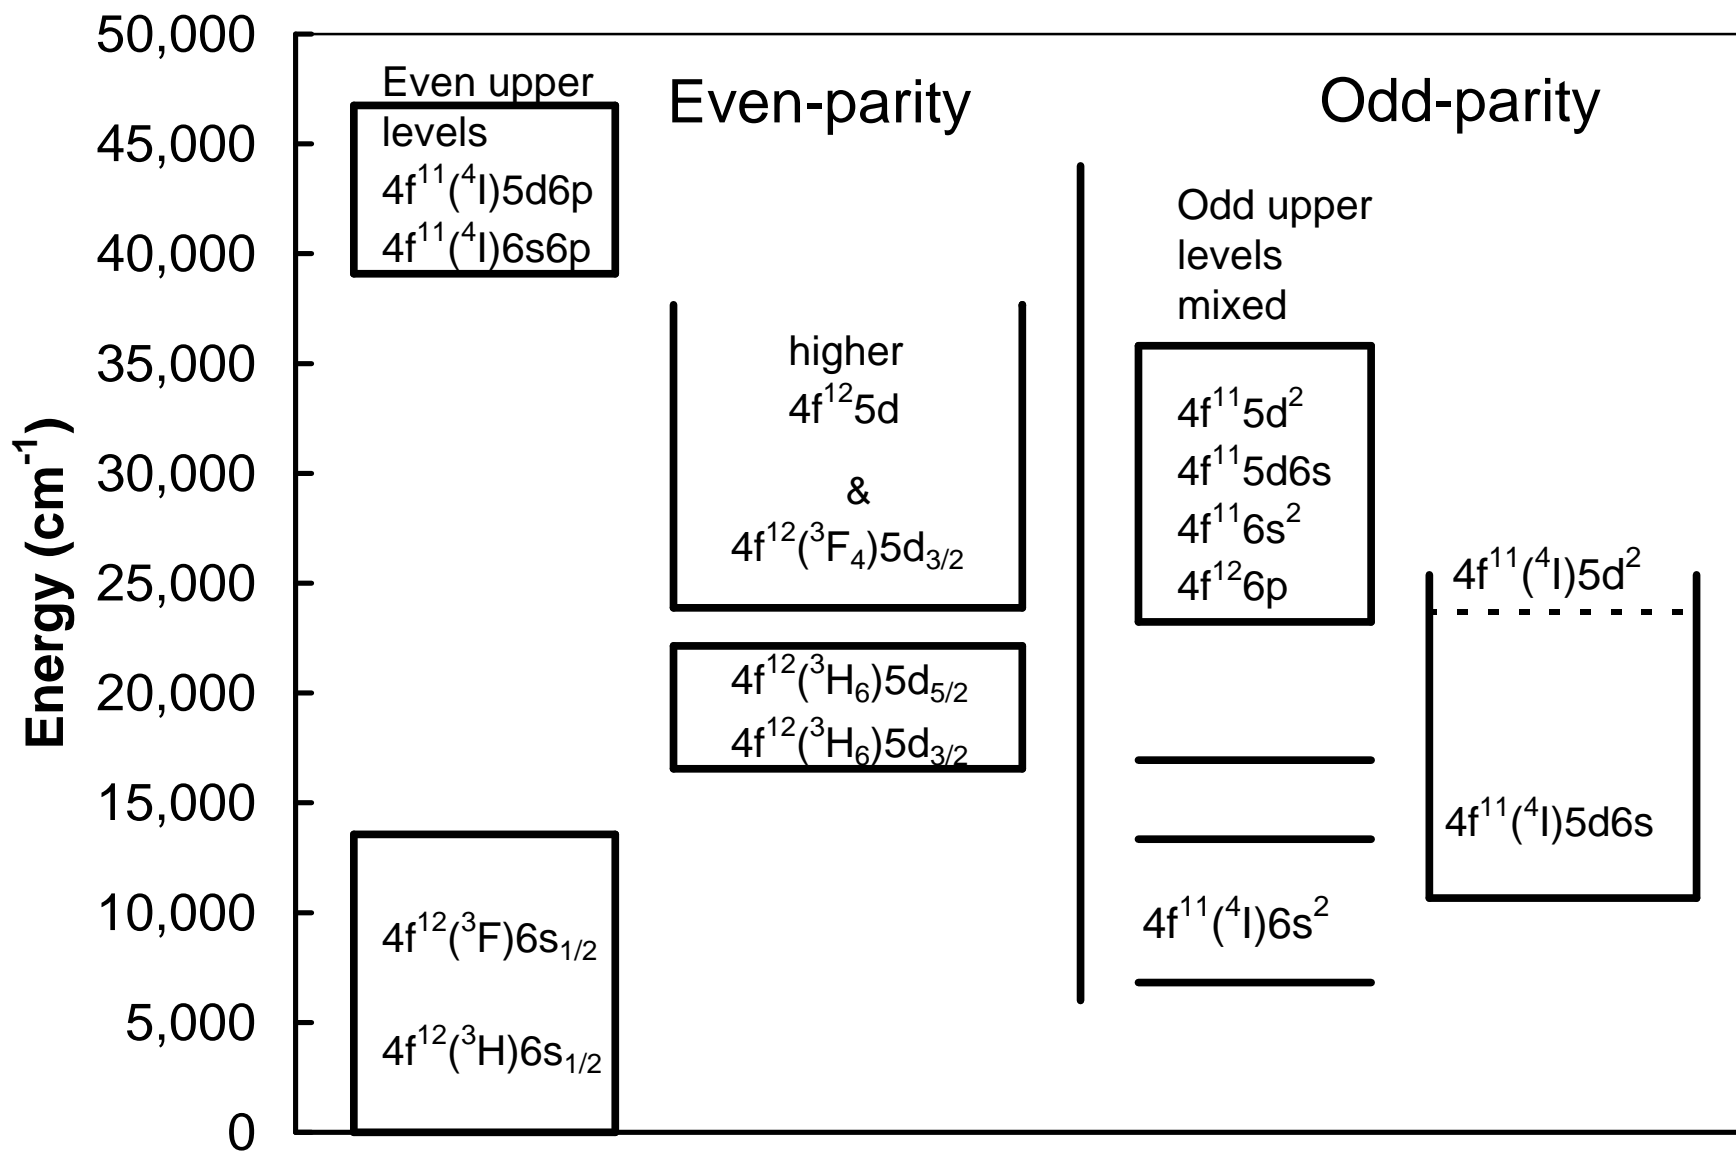 50,000
45,000
40,000
35,000
30,000
25,000
20,000
15,000
10,000
5,000
0
Energy (cm⁻¹)
Even upper
levels
4f¹¹(⁴I)5d6p
4f¹¹(⁴I)6s6p
4f¹²(³F)6s₁/₂
4f¹²(³H)6s₁/₂
Even-parity
higher
4f¹²5d
&
4f¹²(³F₄)5d₃/₂
4f¹²(³H₆)5d₅/₂
4f¹²(³H₆)5d₃/₂
Odd-parity
Odd upper
levels
mixed
4f¹¹5d²
4f¹¹5d6s
4f¹¹6s²
4f¹²6p
4f¹¹(⁴I)6s²
4f¹¹(⁴I)5d²
4f¹¹(⁴I)5d6s